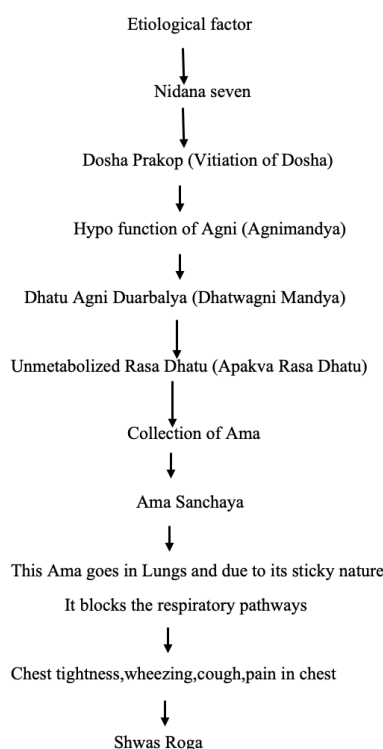 Etiological factor
Nidana seven
Dosha Prakop (Vitiation of Dosha)
Hypo function of Agni (Agnimandya)
Dhatu Agni Duarbalya (Dhatwagni Mandya)
Unmetabolized Rasa Dhatu (Apakva Rasa Dhatu)
Collection of Ama
Ama Sanchaya
This Ama goes in Lungs and due to its sticky nature
It blocks the respiratory pathways
Chest tightness,wheezing,cough,pain in chest
Shwas Roga